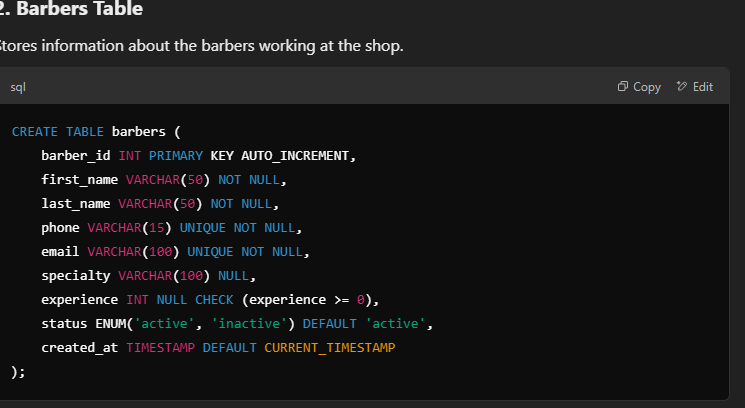 2. Barbers Table
Stores information about the barbers working at the shop.
sql
Copy
Edit
CREATE TABLE barbers (
    barber_id INT PRIMARY KEY AUTO_INCREMENT,
    first_name VARCHAR(50) NOT NULL,
    last_name VARCHAR(50) NOT NULL,
    phone VARCHAR(15) UNIQUE NOT NULL,
    email VARCHAR(100) UNIQUE NOT NULL,
    specialty VARCHAR(100) NULL,
    experience INT NULL CHECK (experience >= 0),
    status ENUM('active', 'inactive') DEFAULT 'active',
    created_at TIMESTAMP DEFAULT CURRENT_TIMESTAMP
);